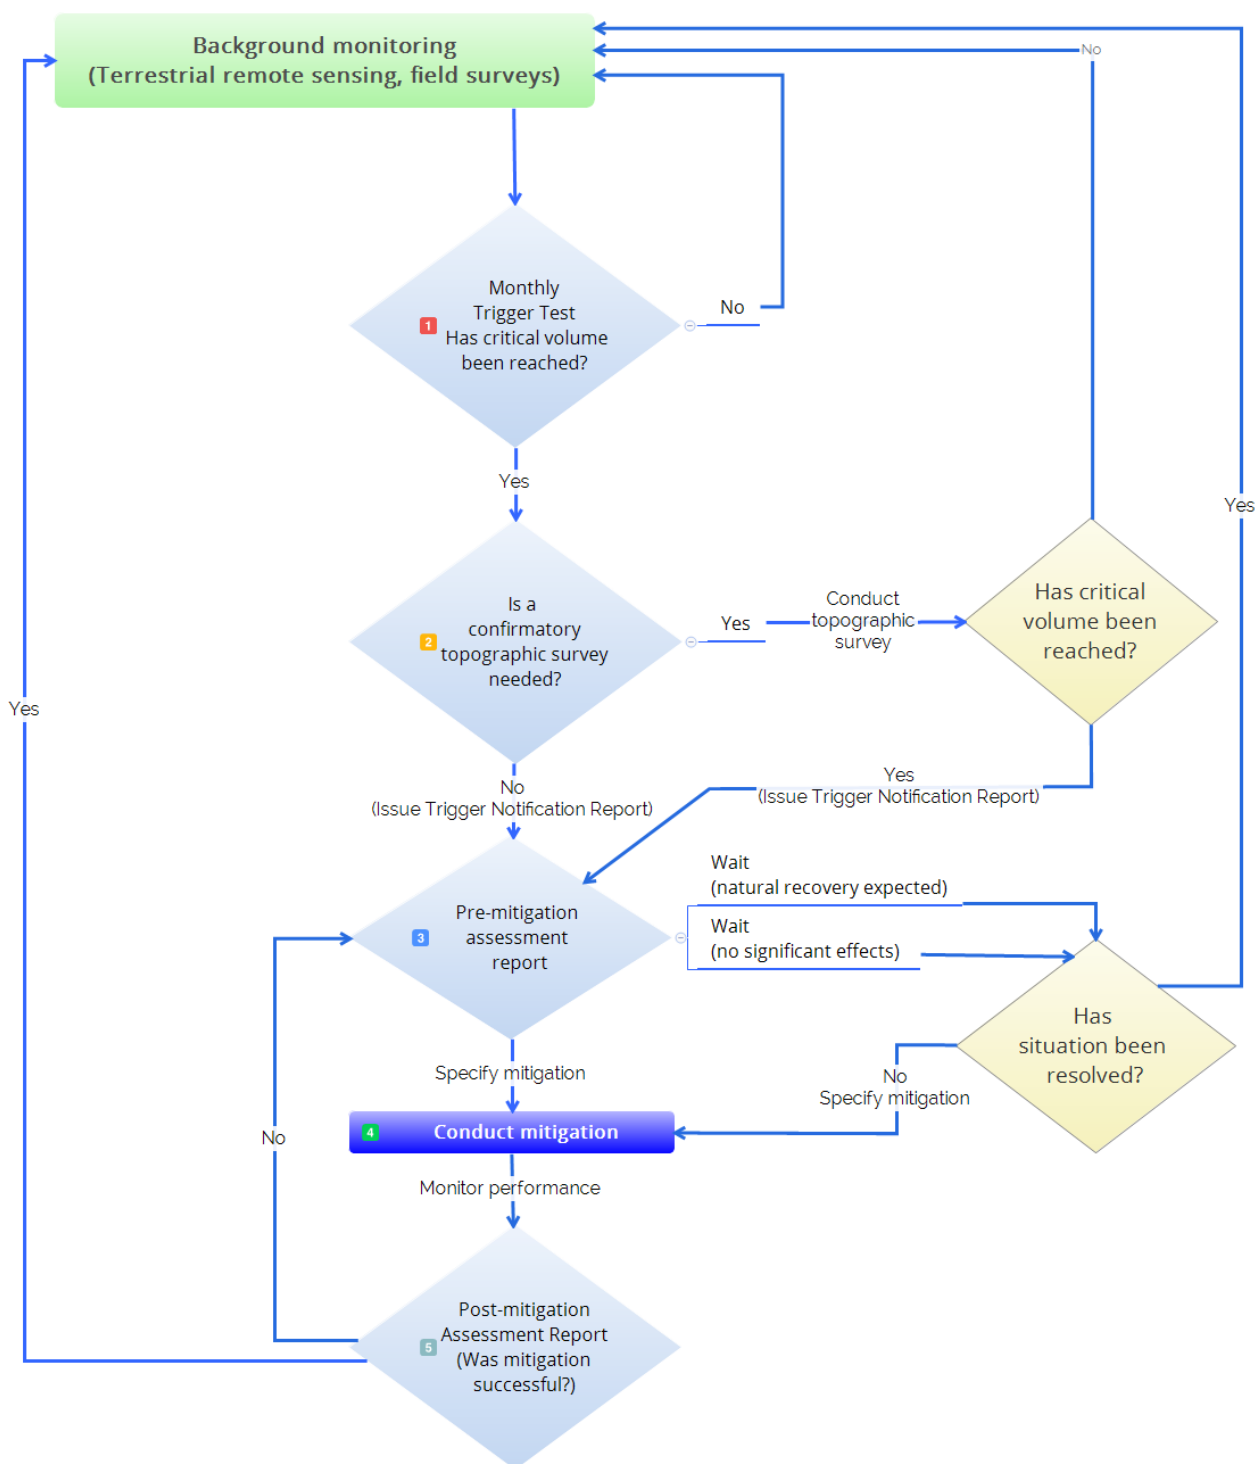 Background monitoring
(Terrestrial remote sensing, field surveys)
No
Monthly
Trigger Test
1
Has critical volume
been reached?
No
Yes
Yes
Is a
confirmatory
2
topographic survey
needed?
Yes
Conduct
topographic
survey
Has critical
volume been
reached?
Yes
No
(Issue Trigger Notification Report)
Yes
(Issue Trigger Notification Report)
Pre-mitigation
3
assessment
report
Wait
(natural recovery expected)
Wait
(no significant effects)
Has
situation been
resolved?
Specify mitigation
No
Specify mitigation
4
Conduct mitigation
No
Monitor performance
Post-mitigation
Assessment Report
5
(Was mitigation
successful?)